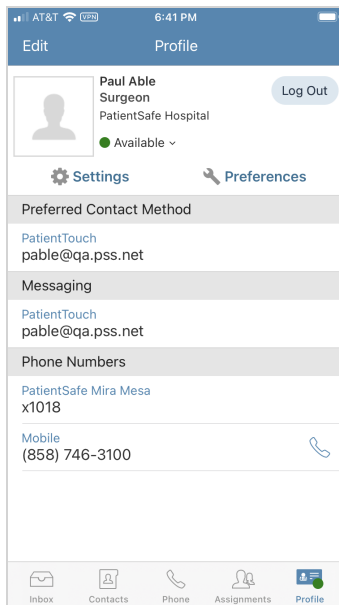 AT&T VPN 6:41 PM
Edit Profile
Paul Able
Surgeon
PatientSafe Hospital
Available
Log Out
Settings Preferences
Preferred Contact Method
PatientTouch
pable@qa.pss.net
Messaging
PatientTouch
pable@qa.pss.net
Phone Numbers
PatientSafe Mira Mesa
x1018
Mobile
(858) 746-3100
Inbox Contacts Phone Assignments Profile